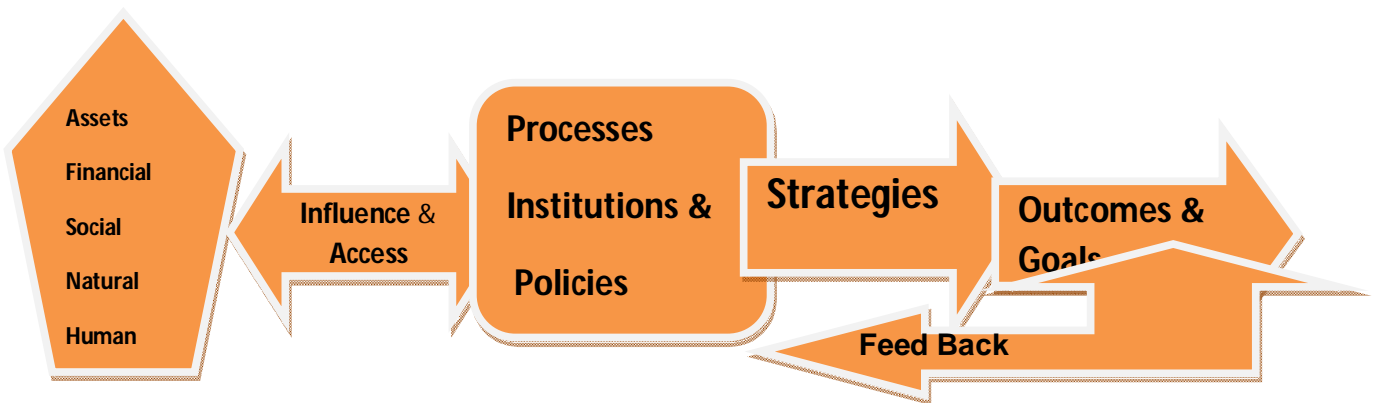 Assets
Financial
Social
Natural
Human
Influence &
Access
Processes
Institutions &
Policies
Strategies
Outcomes &
Goals
Feed Back